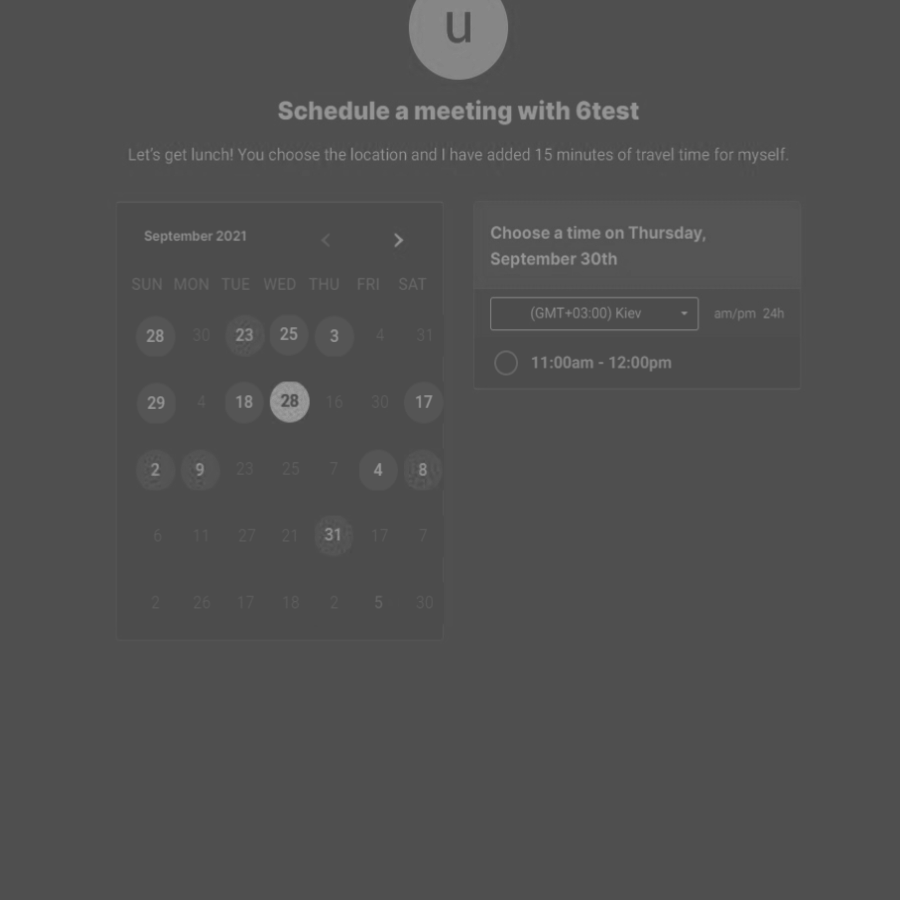 u
Schedule a meeting with 6test
Let's get lunch! You choose the location and I have added 15 minutes of travel time for myself.
September 2021
SUN MON TUE WED THU FRI SAT
28 30 23 25 3 4 31
29 4 18 28 16 30 17
2 9 23 25 7 4 8
6 11 27 21 31 17 7
2 26 17 18 2 5 30
Choose a time on Thursday,
September 30th
(GMT+03:00) Kiev am/pm 24h
11:00am - 12:00pm